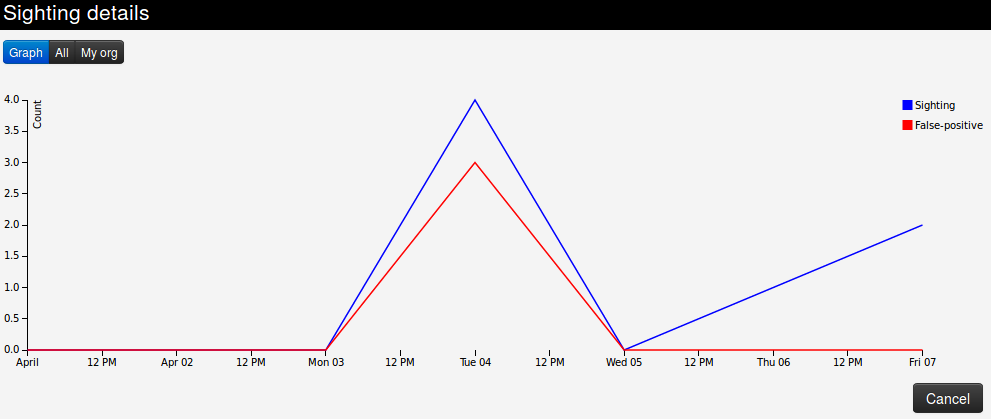 Sighting details
Graph All My org
4.0
3.5
3.0
2.5
2.0
1.5
1.0
0.5
0.0
Count
Sighting
False-positive
April 12 PM Apr 02 12 PM Mon 03 12 PM Tue 04 12 PM Wed 05 12 PM Thu 06 12 PM Fri 07
Cancel